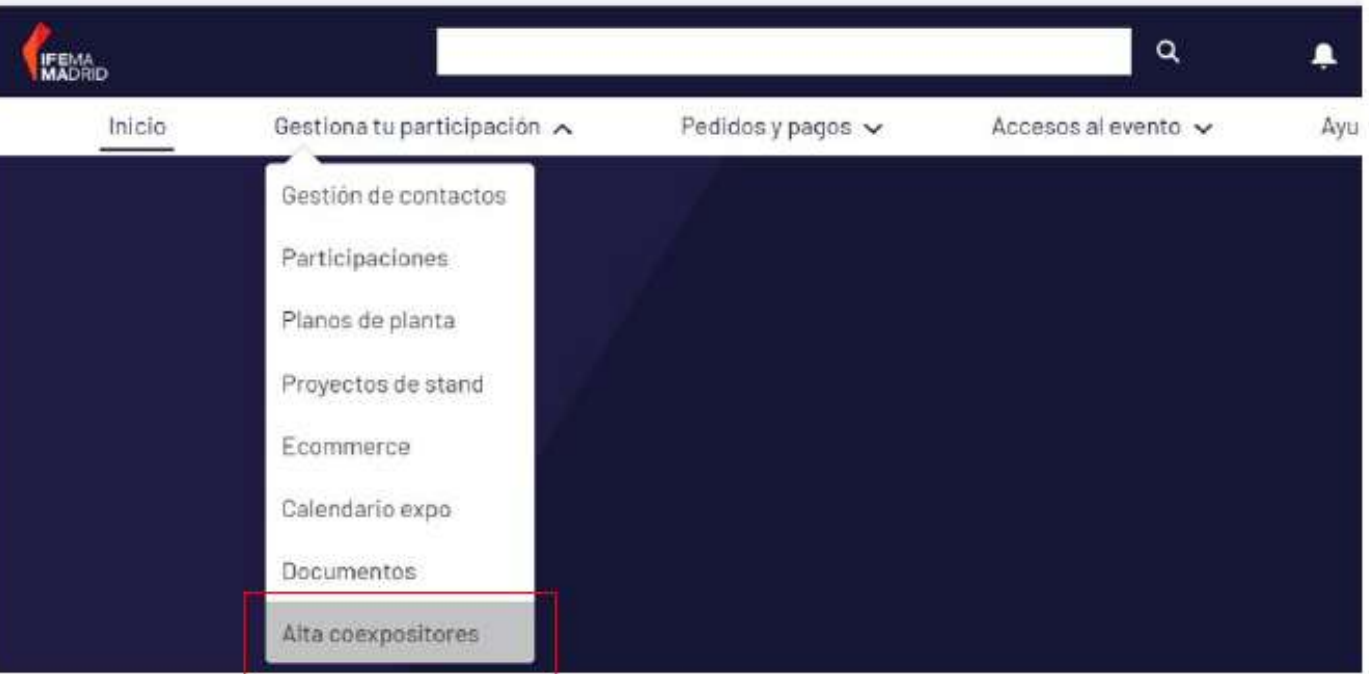 IFEMA
MADRID
Inicio
Gestiona tu participación
Pedidos y pagos
Accesos al evento
Ayu
Gestión de contactos
Participaciones
Planos de planta
Proyectos de stand
Ecommerce
Calendario expo
Documentos
Alta coexpositores